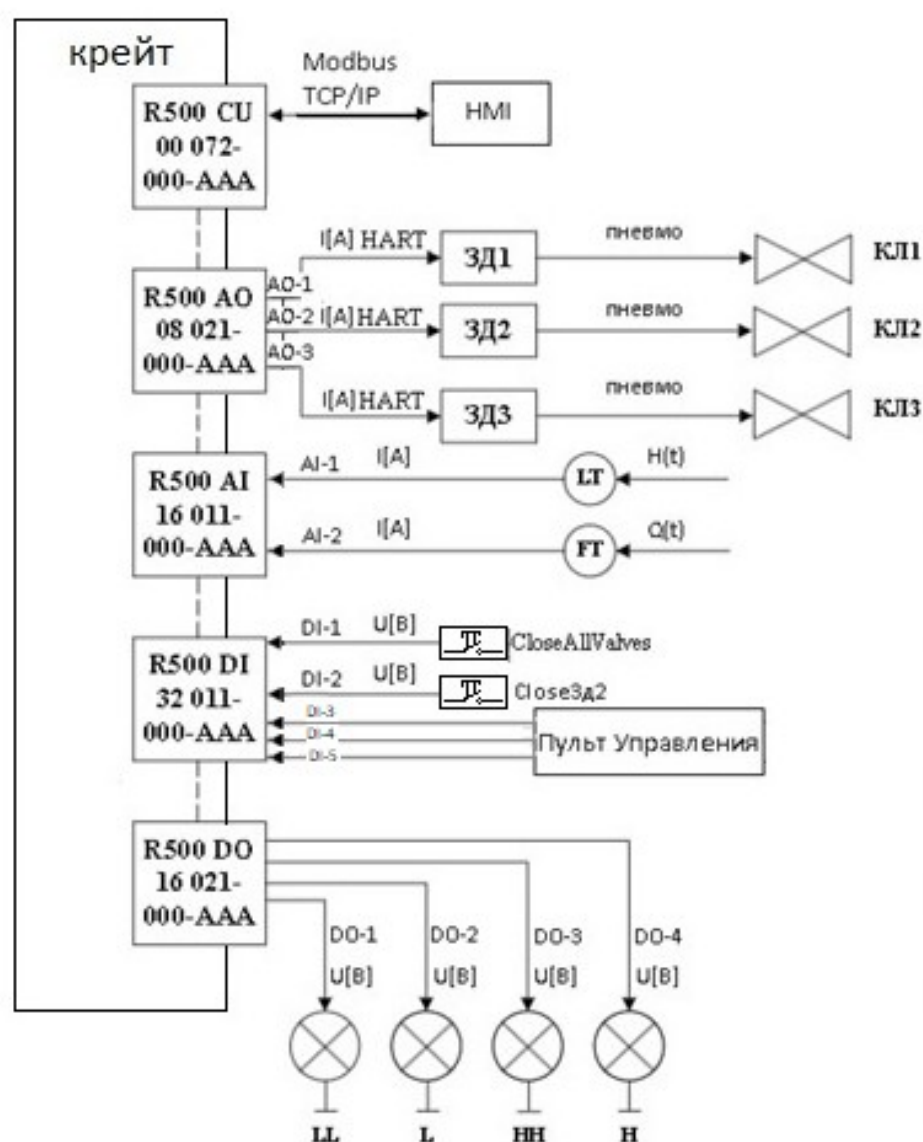 крейт
R500 CU
00 072-
000-AAA
Modbus
TCP/IP
HMI
R500 AO
08 021-
000-AAA
AO-1
I[A] HART
ЗД1
пневмо
КЛ1
AO-2
I[A] HART
ЗД2
пневмо
КЛ2
AO-3
I[A] HART
ЗД3
пневмо
КЛ3
R500 AI
16 011-
000-AAA
AI-1
I[A]
LT
H(t)
AI-2
I[A]
FT
Q(t)
R500 DI
32 011-
000-AAA
DI-1
U[B]
CloseAllValves
DI-2
U[B]
CloseЗд2
DI-3
DI-4
DI-5
Пульт Управления
R500 DO
16 021-
000-AAA
DO-1
DO-2
DO-3
DO-4
U[B]
U[B]
U[B]
U[B]
LL
L
HH
H